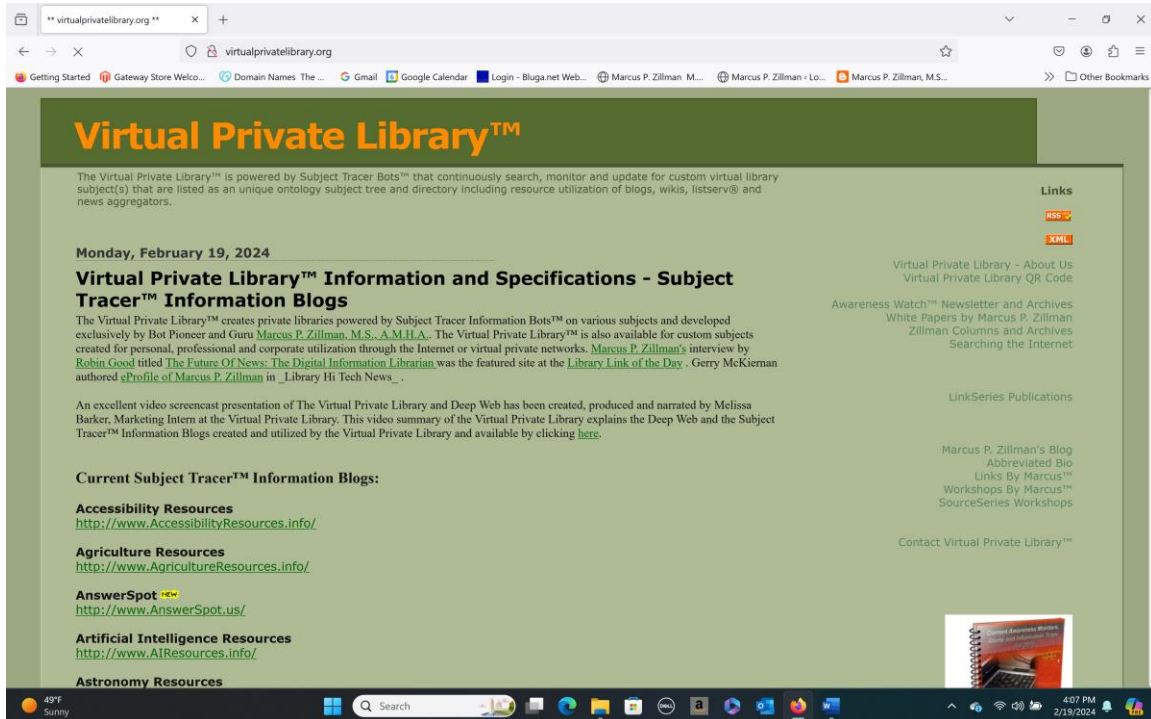 ** virtualprivatelibrary.org **
virtualprivatelibrary.org
Getting Started Gateway Store Welco... Domain Names The ... Gmail Google Calendar Login - Bluga.net Web... Marcus P. Zillman M.... Marcus P. Zillman ‹ Lo... Marcus P. Zillman, M.S... Other Bookmarks
Virtual Private Library™
The Virtual Private Library™ is powered by Subject Tracer Bots™ that continuously search, monitor
and update for custom virtual library
subject(s) that are listed as an unique ontology subject tree and directory including resource utilization of blogs, wikis, listserv® and
news aggregators.
Monday, February 19, 2024
Virtual Private Library™ Information and Specifications - Subject
Tracer™ Information Blogs
The Virtual Private Library™ creates private libraries powered by Subject Tracer Information Bots™ on various subjects and developed
exclusively by Bot Pioneer and Guru Marcus P. Zillman, M.S., A.M.H.A.. The Virtual Private Library™ is also available for custom subjects
created for personal, professional and corporate utilization through the Internet or virtual private networks. Marcus P. Zillman's interview by
Robin Good titled The Future Of News: The Digital Information Librarian was the featured site at the Library Link of the Day . Gerry McKiernan
authored eProfile of Marcus P. Zillman in _Library Hi Tech News_ .
An excellent video screencast presentation of The Virtual Private Library and Deep Web has been created, produced and narrated by Melissa
Barker, Marketing Intern at the Virtual Private Library. This video summary of the Virtual Private Library explains the Deep Web and the Subject
Tracer™ Information Blogs created and utilized by the Virtual Private Library and available by clicking here.
Current Subject Tracer™ Information Blogs:
Accessibility Resources
http://www.AccessibilityResources.info/
Agriculture Resources
http://www.AgricultureResources.info/
AnswerSpot NEW
http://www.AnswerSpot.us/
Artificial Intelligence Resources
http://www.AIResources.info/
Astronomy Resources
Links
RSS
XML
Virtual Private Library - About Us
Virtual Private Library QR Code
Awareness Watch™ Newsletter and Archives
White Papers by Marcus P. Zillman
Zillman Columns and Archives
Searching the Internet
LinkSeries Publications
Marcus P. Zillman's Blog
Abbreviated Bio
Links By Marcus™
Workshops By Marcus™
SourceSeries Workshops
Contact Virtual Private Library™
49°F
Sunny
Search
4:07 PM
2/19/2024